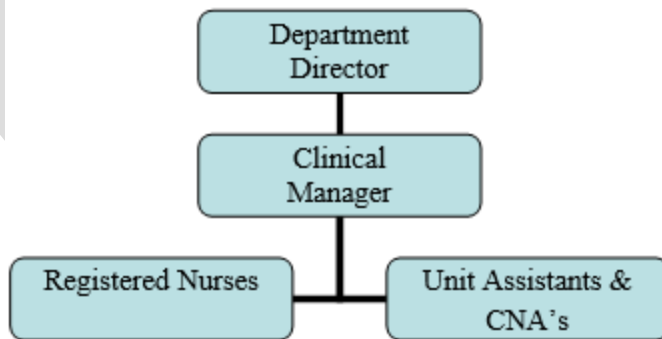 Department
Director
Clinical
Manager
Registered Nurses
Unit Assistants &
CNA’s